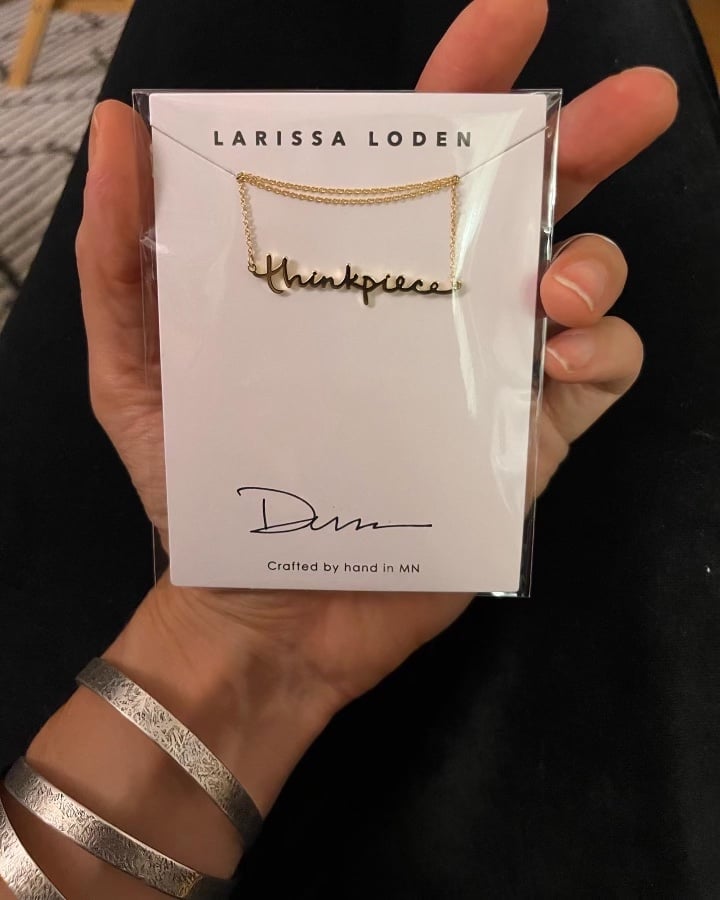 LARISSA LODEN
thinkpiece
Crafted by hand in MN